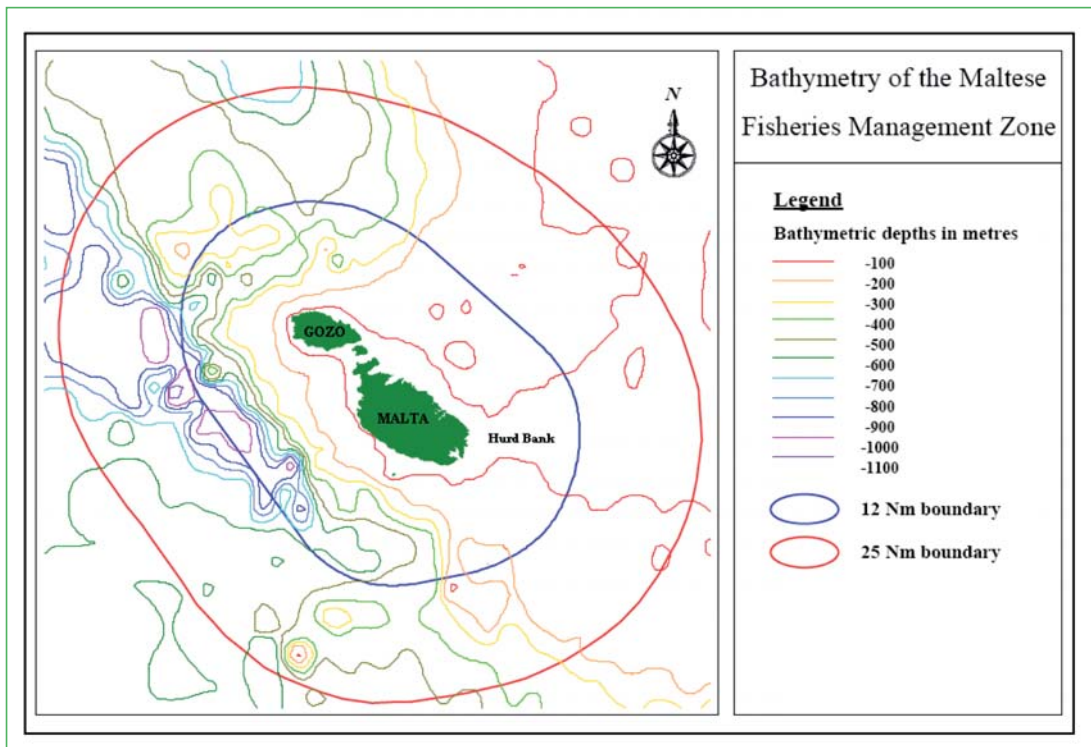 Bathymetry of the Maltese
Fisheries Management Zone
N
Legend
Bathymetric depths in metres
-100
-200
-300
-400
-500
-600
-700
-800
-900
-1000
-1100
12 Nm boundary
25 Nm boundary
GOZO
MALTA
Hurd Bank